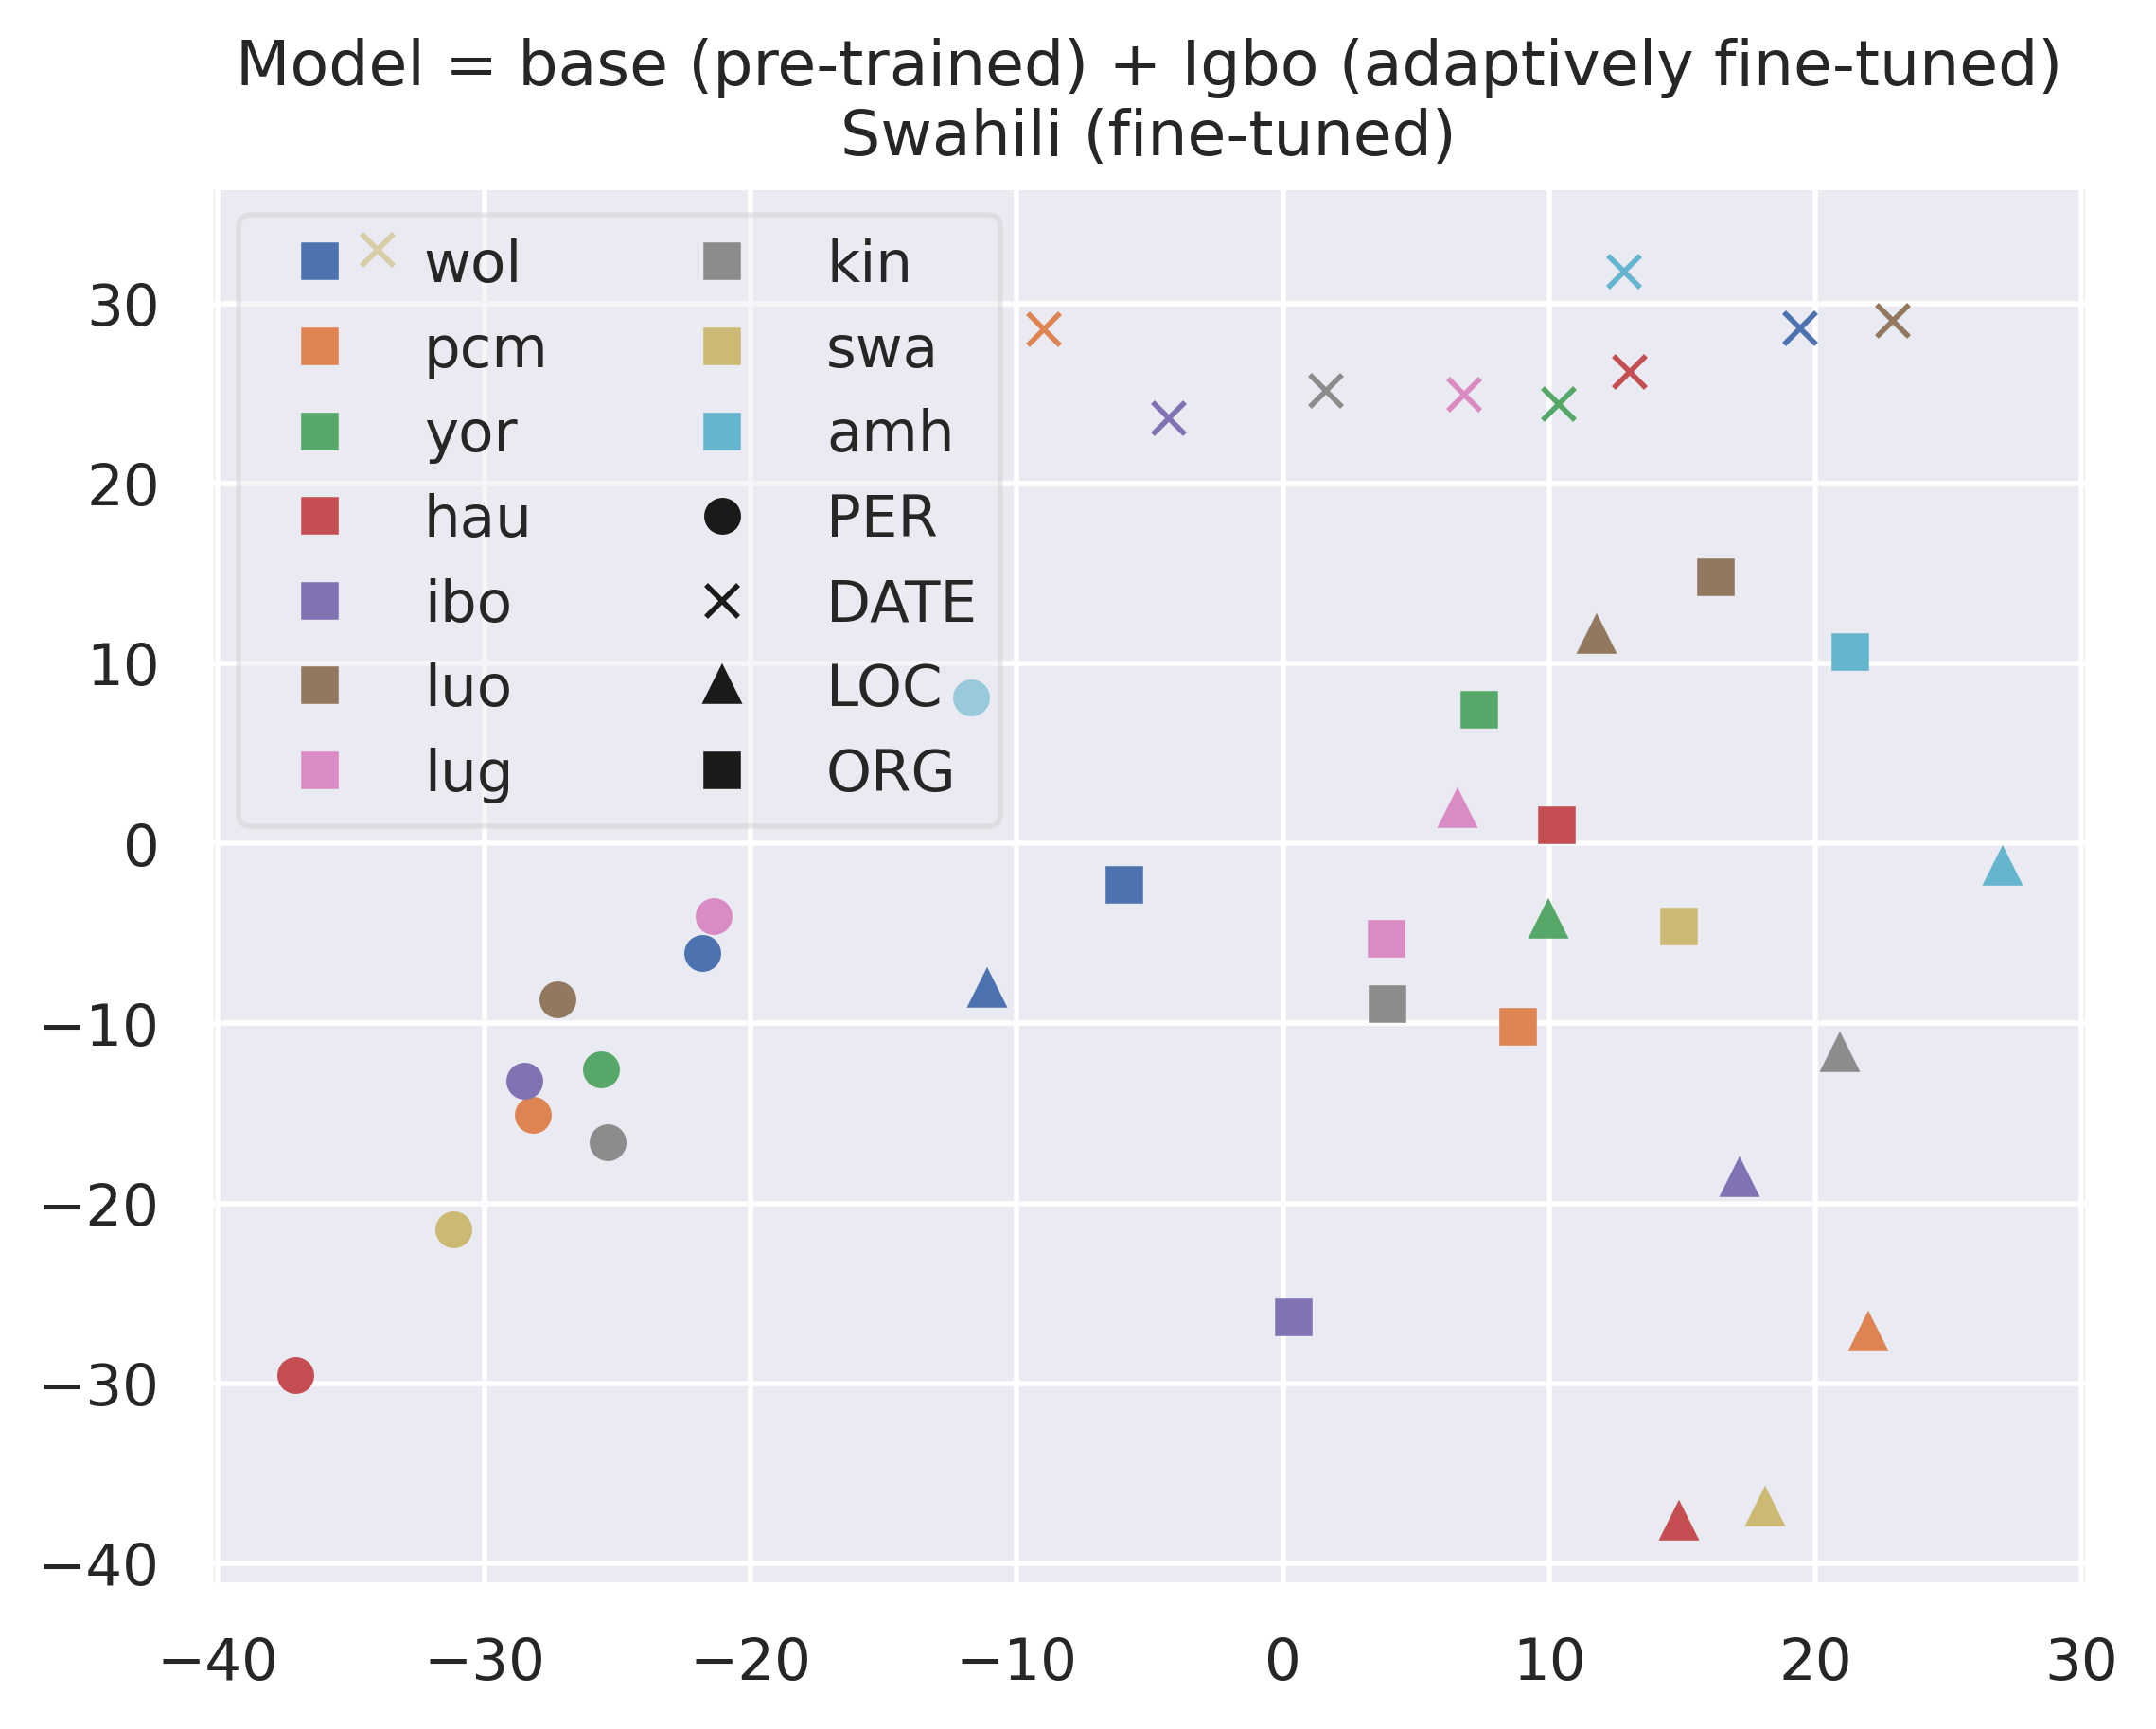 Model = base (pre-trained) + Igbo (adaptively fine-tuned)
Swahili (fine-tuned)
wol
pcm
yor
hau
ibo
luo
lug
kin
swa
amh
PER
DATE
LOC
ORG
30
20
10
0
−10
−20
−30
−40
−40 −30 −20 −10 0 10 20 30